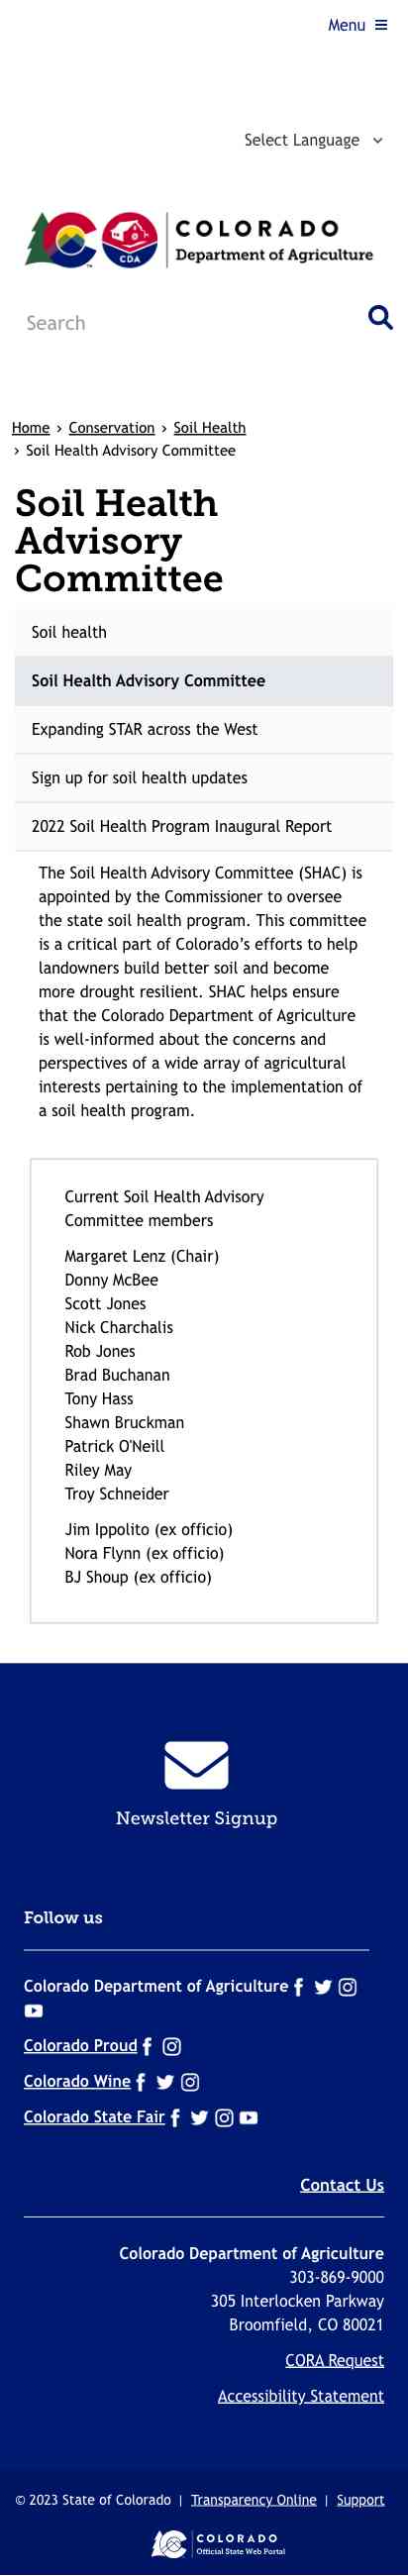 Menu
Select Language
CDA
COLORADO
Department of Agriculture
TM
Search
Home › Conservation › Soil Health
› Soil Health Advisory Committee
Soil Health
Advisory
Committee
Soil health
Soil Health Advisory Committee
Expanding STAR across the West
Sign up for soil health updates
2022 Soil Health Program Inaugural Report
The Soil Health Advisory Committee (SHAC) is
appointed by the Commissioner to oversee
the state soil health program. This committee
is a critical part of Colorado’s efforts to help
landowners build better soil and become
more drought resilient. SHAC helps ensure
that the Colorado Department of Agriculture
is well-informed about the concerns and
perspectives of a wide array of agricultural
interests pertaining to the implementation of
a soil health program.
Current Soil Health Advisory
Committee members
Margaret Lenz (Chair)
Donny McBee
Scott Jones
Nick Charchalis
Rob Jones
Brad Buchanan
Tony Hass
Shawn Bruckman
Patrick O'Neill
Riley May
Troy Schneider
Jim Ippolito (ex officio)
Nora Flynn (ex officio)
BJ Shoup (ex officio)
Newsletter Signup
Follow us
Colorado Department of Agriculture
Colorado Proud
Colorado Wine
Colorado State Fair
Contact Us
Colorado Department of Agriculture
303-869-9000
305 Interlocken Parkway
Broomfield, CO 80021
CORA Request
Accessibility Statement
© 2023 State of Colorado | Transparency Online | Support
COLORADO
Official State Web Portal